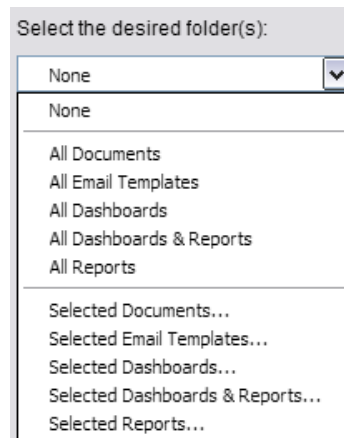 Select the desired folder(s):
None
None
All Documents
All Email Templates
All Dashboards
All Dashboards & Reports
All Reports
Selected Documents...
Selected Email Templates...
Selected Dashboards...
Selected Dashboards & Reports...
Selected Reports...